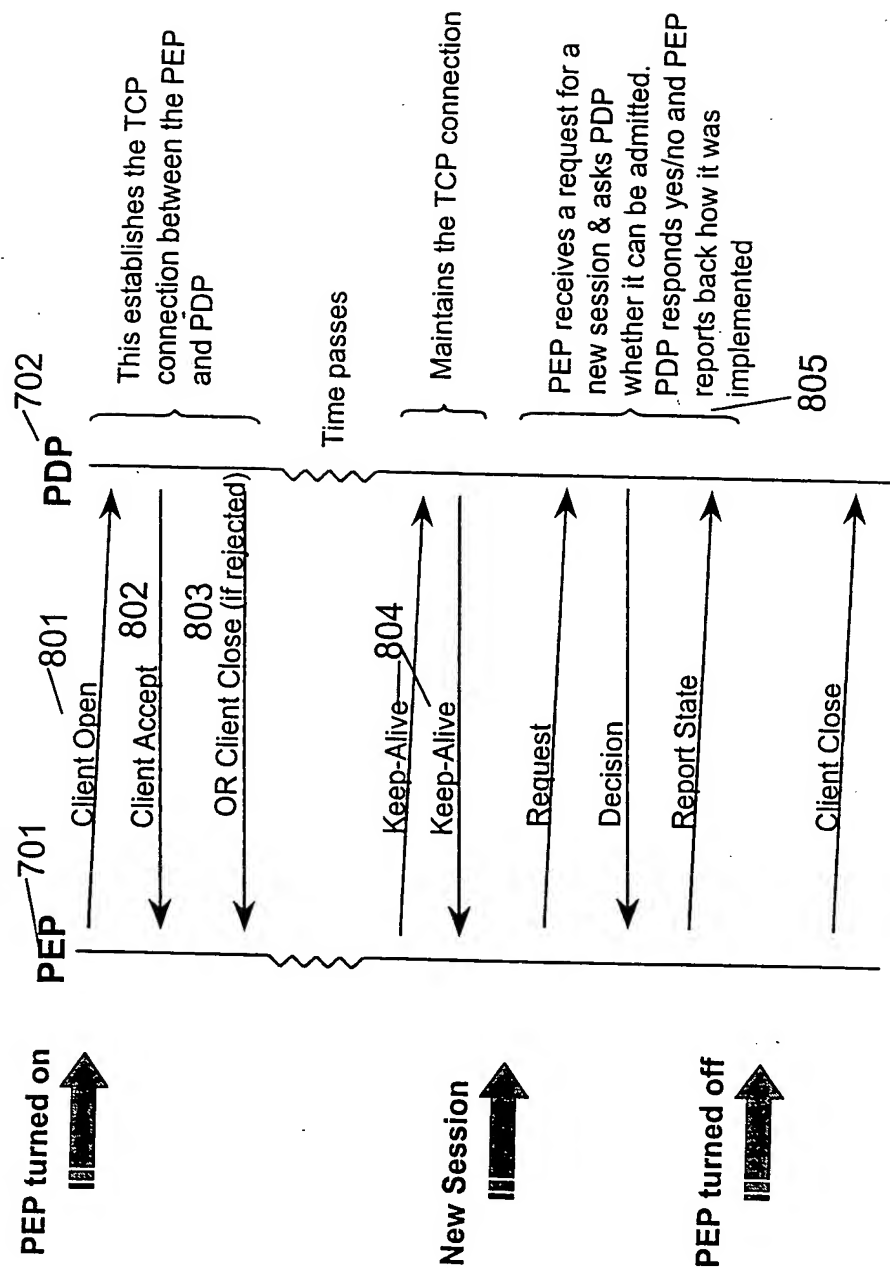 PEP turned on
PEP
701
801
PDP
702
Client Open
Client Accept
802
803
OR Client Close (if rejected)
This establishes the TCP
connection between the PEP
and PDP
Time passes
Keep-Alive
804
Keep-Alive
Maintains the TCP connection
New Session
Request
Decision
Report State
PEP receives a request for a
new session & asks PDP
whether it can be admitted.
PDP responds yes/no and PEP
reports back how it was
implemented
805
PEP turned off
Client Close